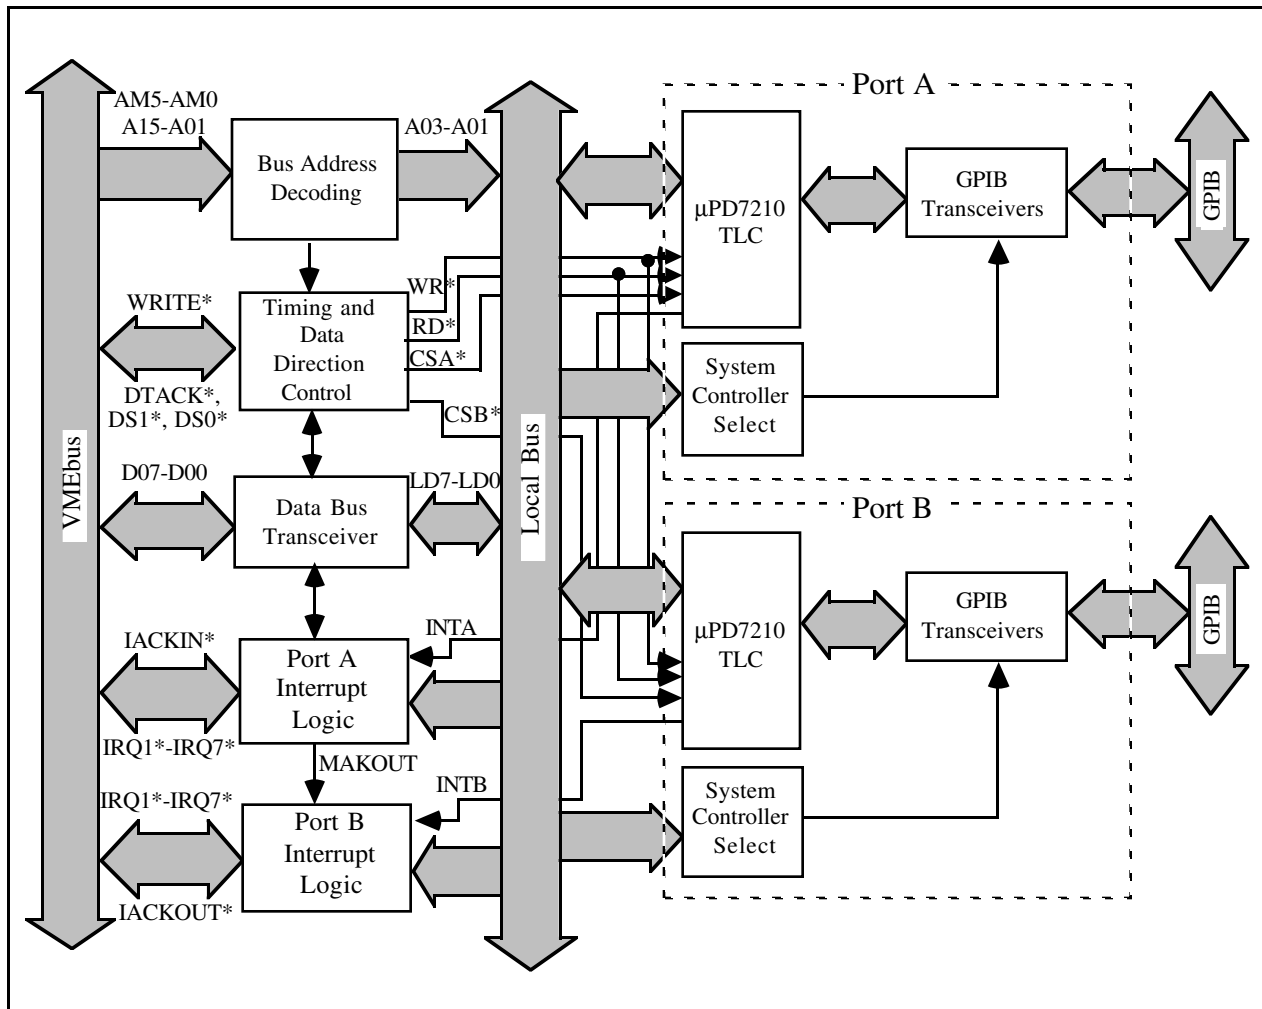 AM5-AM0
A15-A01
Bus Address
Decoding
A03-A01
Port A
µPD7210
TLC
GPIB
Transceivers
GPIB
WRITE*
DTACK*,
DS1*, DS0*
Timing and
Data
Direction
Control
WR*
RD*
CSA*
CSB*
System
Controller
Select
VMEbus
Local Bus
D07-D00
Data Bus
Transceiver
LD7-LD0
Port B
µPD7210
TLC
GPIB
Transceivers
GPIB
IACKIN*
IRQ1*-IRQ7*
Port A
Interrupt
Logic
INTA
MAKOUT
IRQ1*-IRQ7*
IACKOUT*
Port B
Interrupt
Logic
INTB
System
Controller
Select